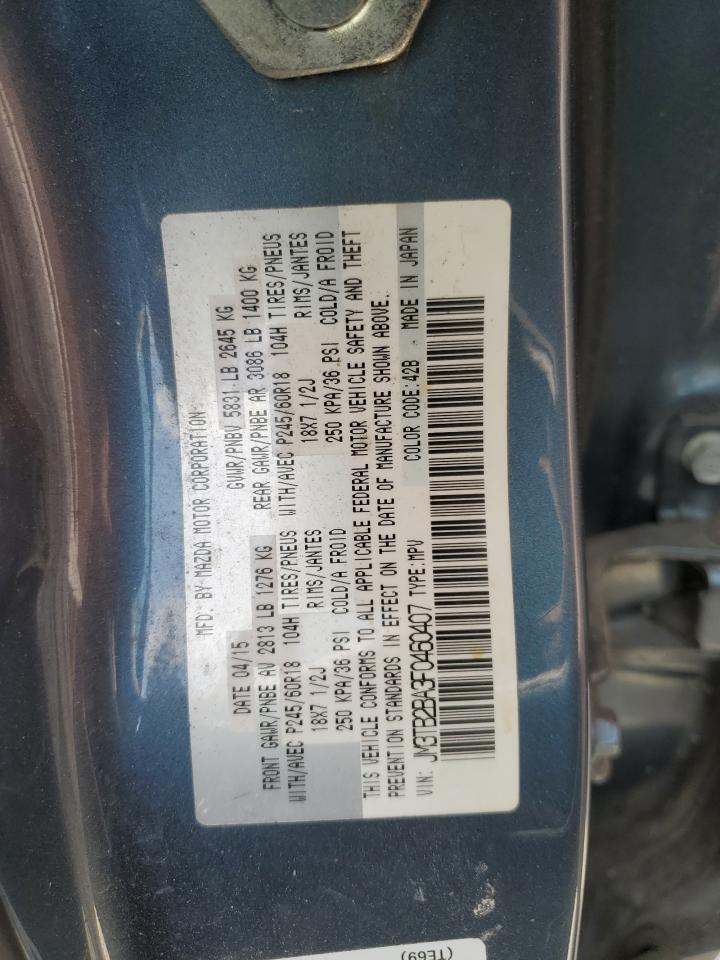 MFD. BY MAZDA MOTOR CORPORATION
DATE 04/15 GVWR/PNBV 5831 LB 2645 KG
FRONT GAWR/PNBE AV 2813 LB 1276 KG REAR GAWR/PNBE AR 3086 LB 1400 KG
WITH/AVEC P245/60R18 104H TIRES/PNEUS WITH/AVEC P245/60R18 104H TIRES/PNEUS
18X7 1/2J RIMS/JANTES 18X7 1/2J RIMS/JANTES
250 KPA/36 PSI COLD/A FROID 250 KPA/36 PSI COLD/A FROID
THIS VEHICLE CONFORMS TO ALL APPLICABLE FEDERAL MOTOR VEHICLE SAFETY AND THEFT
PREVENTION STANDARDS IN EFFECT ON THE DATE OF MANUFACTURE SHOWN ABOVE.
VIN: JM3TB2BA3F0460407 TYPE:MPV COLOR CODE:42B MADE IN JAPAN
(TE69)